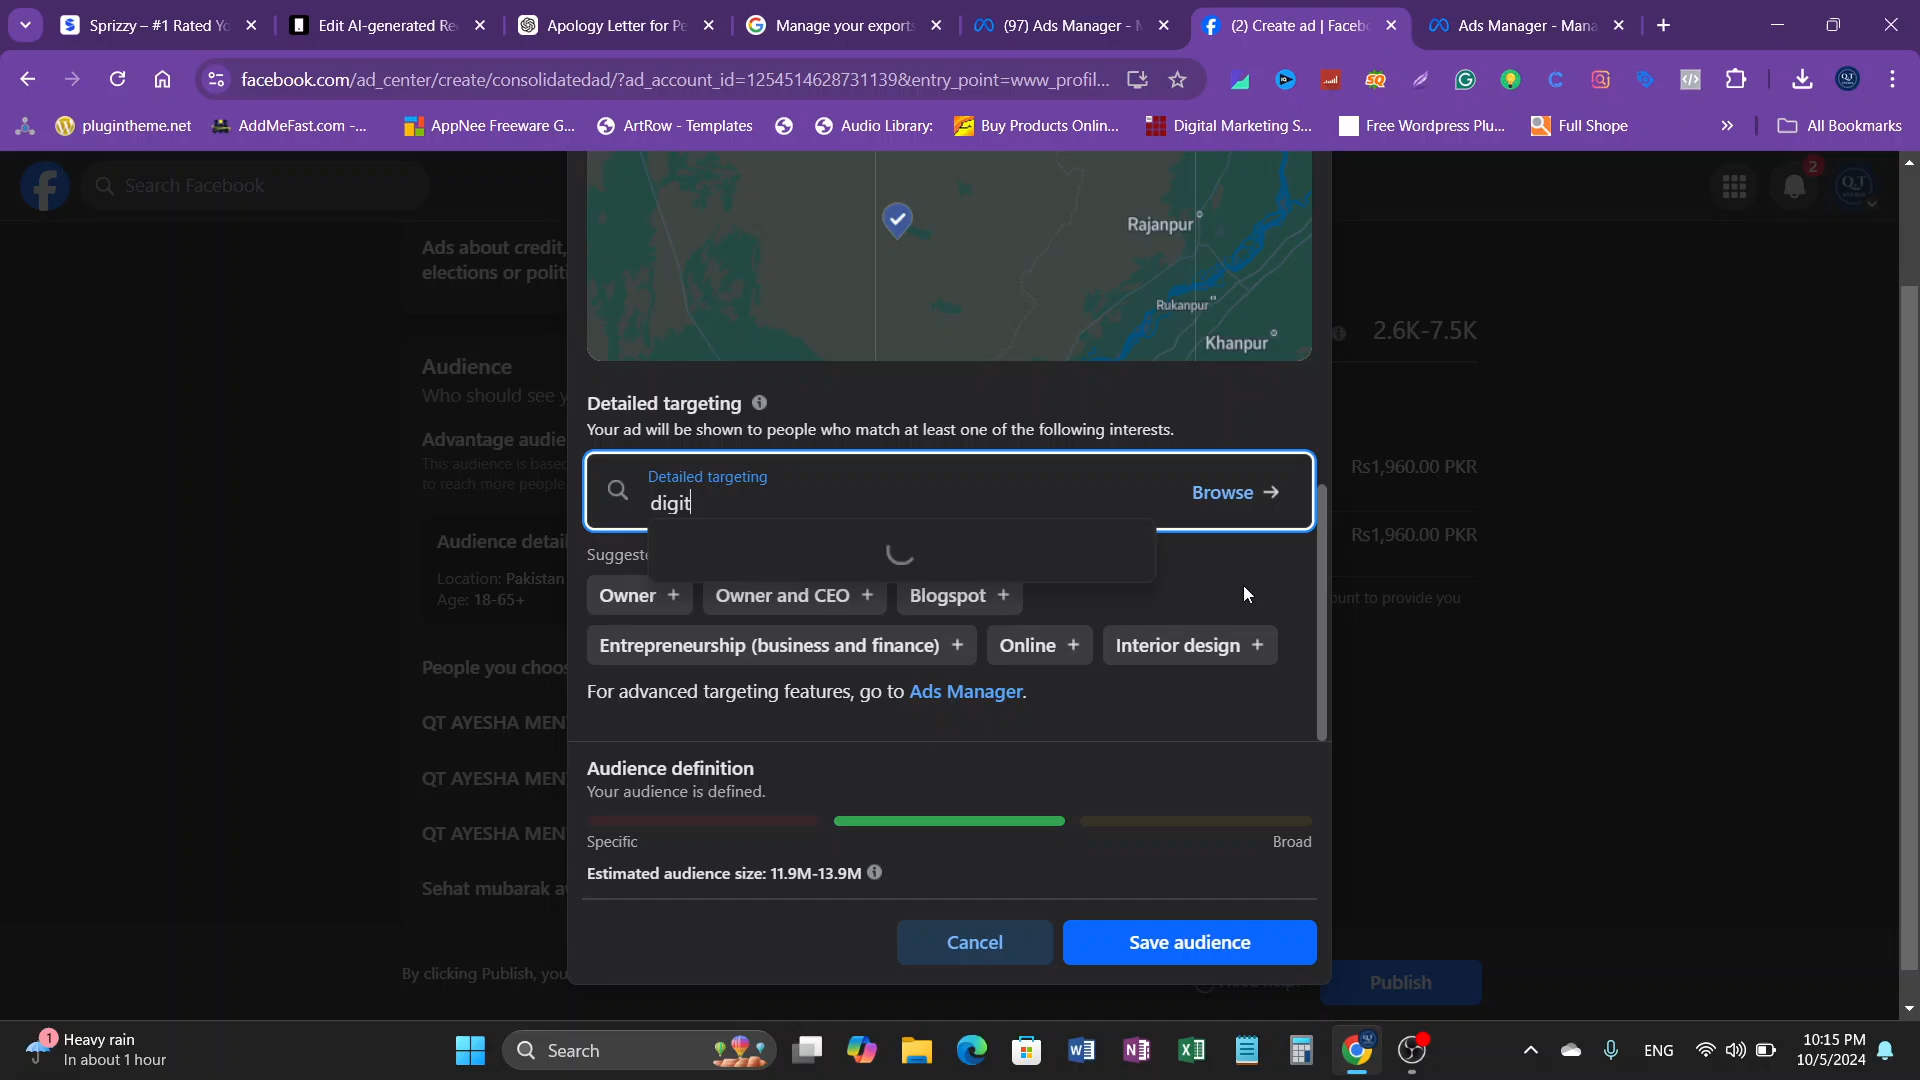 Sprizzy – #1 Rated Yo
Edit AI-generated Re
Apology Letter for Pe
Manage your exports
(97) Ads Manager - M
(2) Create ad | Faceb
Ads Manager - Mana
facebook.com/ad_center/create/consolidatedad/?ad_account_id=1254514628731139&entry_point=www_profil...
plugintheme.net
AddMeFast.com -...
AppNee Freeware G...
ArtRow - Templates
Audio Library:
Buy Products Onlin...
Digital Marketing S...
Free Wordpress Plu...
Full Shope
All Bookmarks
Search Facebook
2
QT
Ads about credit,
elections or politi
Audience
Who should see y
Advantage audie
This audience is base
to reach more people
Audience detail
Location: Pakistan
Age: 18-65+
People you choos
QT AYESHA MEN
QT AYESHA MEN
QT AYESHA MEN
Sehat mubarak a
By clicking Publish, you
Rajanpur
Rukanpur
Khanpur
Detailed targeting
Your ad will be shown to people who match at least one of the following interests.
Detailed targeting
digit
Browse
Suggeste
Owner +
Owner and CEO +
Blogspot +
Entrepreneurship (business and finance) +
Online +
Interior design +
For advanced targeting features, go to Ads Manager.
Audience definition
Your audience is defined.
Specific
Broad
Estimated audience size: 11.9M-13.9M
Cancel
Save audience
2.6K-7.5K
Rs1,960.00 PKR
Rs1,960.00 PKR
ount to provide you
Publish
1
Heavy rain
In about 1 hour
Search
ENG
10:15 PM
10/5/2024